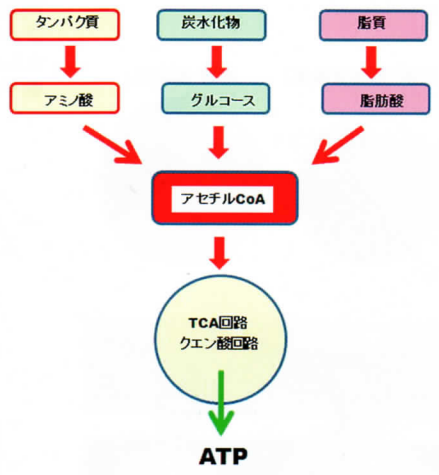 タンパク質
炭水化物
脂質
アミノ酸
グルコース
脂肪酸
アセチルCoA
TCA回路
クエン酸回路
ATP